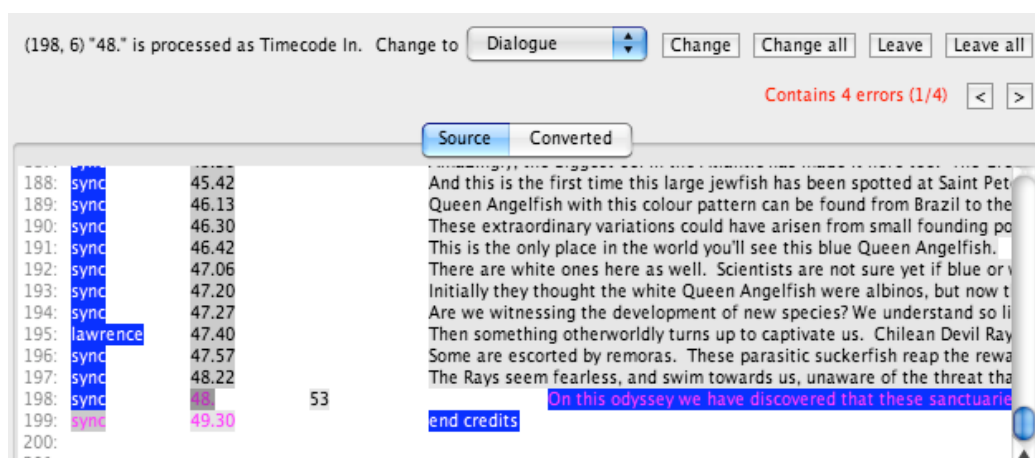 (198, 6) "48." is processed as Timecode In. Change to Dialogue Change Change all Leave Leave all
Contains 4 errors (1/4) < >
Source Converted
188: sync 45.42 And this is the first time this large jewfish has been spotted at Saint Pet
189: sync 46.13 Queen Angelfish with this colour pattern can be found from Brazil to the
190: sync 46.30 These extraordinary variations could have arisen from small founding po
191: sync 46.42 This is the only place in the world you'll see this blue Queen Angelfish.
192: sync 47.06 There are white ones here as well. Scientists are not sure yet if blue or
193: sync 47.20 Initially they thought the white Queen Angelfish were albinos, but now t
194: sync 47.27 Are we witnessing the development of new species? We understand so li
195: lawrence 47.40 Then something otherworldly turns up to captivate us. Chilean Devil Ray
196: sync 47.57 Some are escorted by remoras. These parasitic suckerfish reap the rewa
197: sync 48.22 The Rays seem fearless, and swim towards us, unaware of the threat tha
198: sync 48. 53 On this odyssey we have discovered that these sanctuarie
199: sync 49.30 end credits
200: